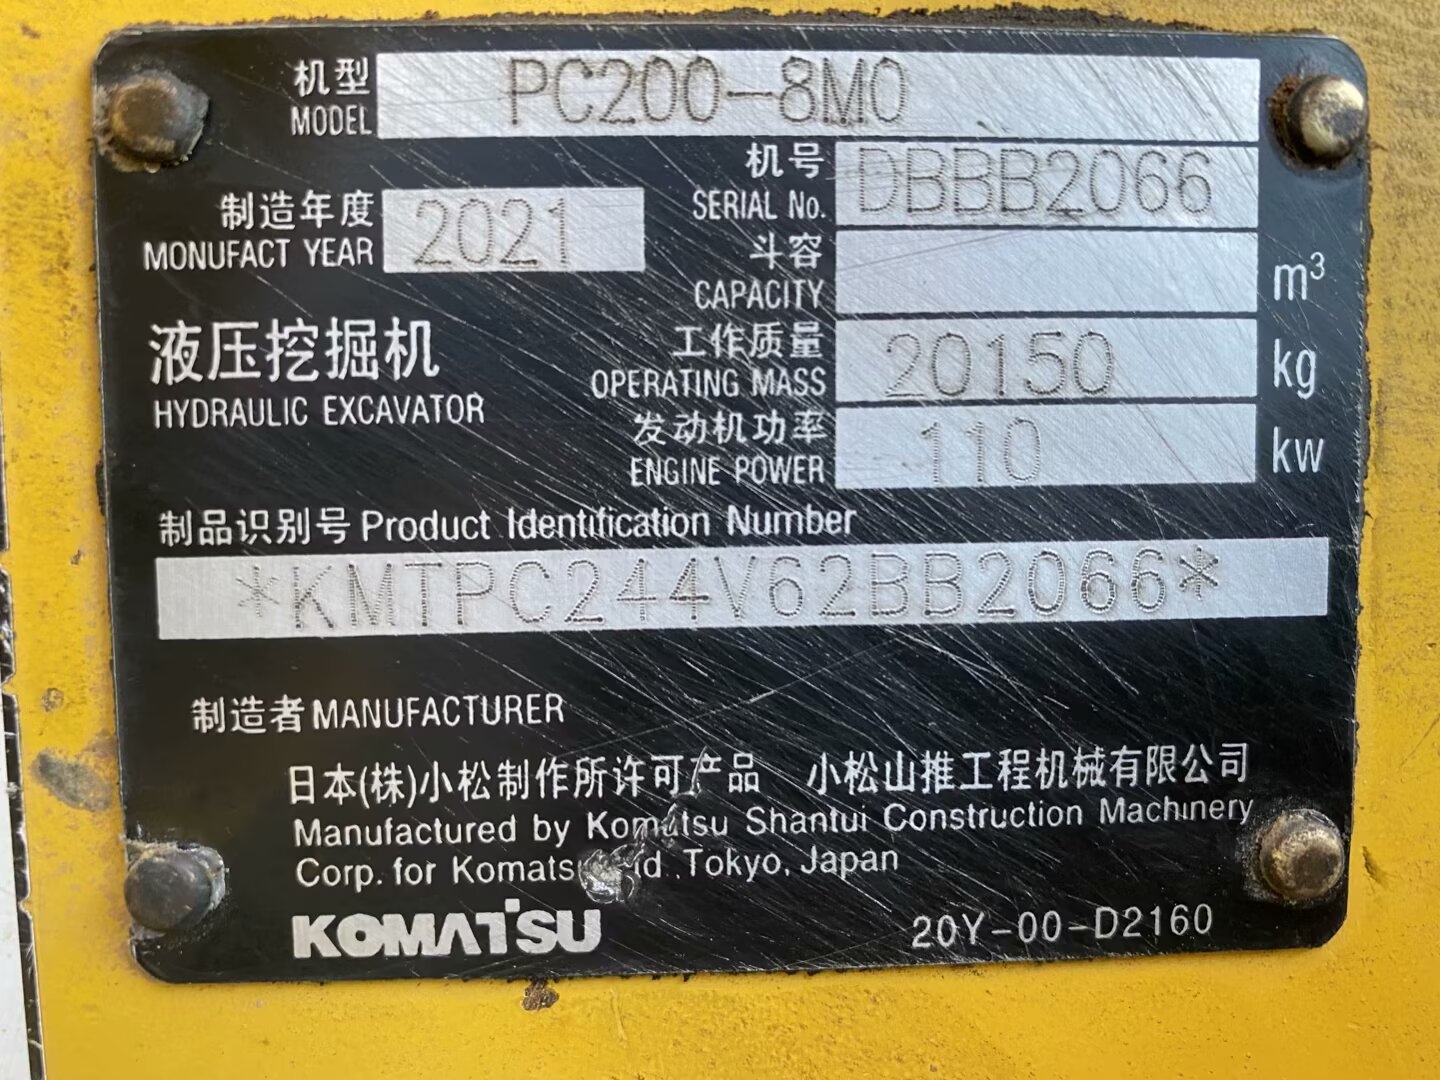 机型 PC200-8M0
MODEL
机号 DBBB2066
SERIAL No.
制造年度 2021
MONUFACT YEAR
斗容
CAPACITY m³
液压挖掘机
HYDRAULIC EXCAVATOR
工作质量 20150 kg
OPERATING MASS
发动机功率 110 kw
ENGINE POWER
制品识别号 Product Identification Number
*KMTPC244V62BB2066*
制造者 MANUFACTURER
日本(株)小松制作所许可产品 小松山推工程机械有限公司
Manufactured by Komatsu Shantui Construction Machinery
Corp. for Komats td .Tokyo, Japan
KOMATSU
20Y-00-D2160